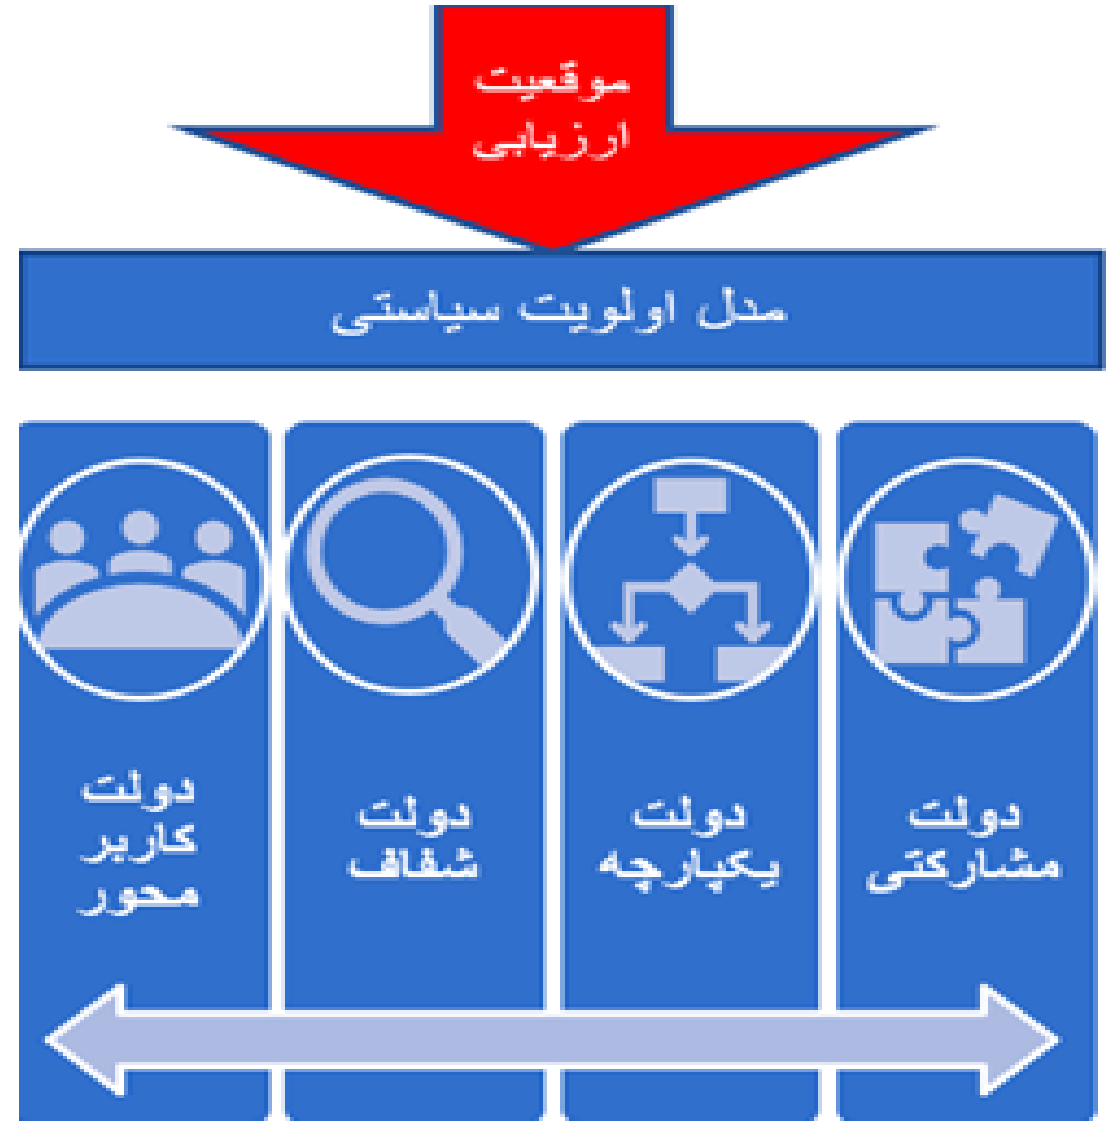 موقعیت
ارزیابی
مدل اولویت سیاستی
دولت
مشارکتی
دولت
یکپارچه
دولت
شفاف
دولت
کاربر
محور